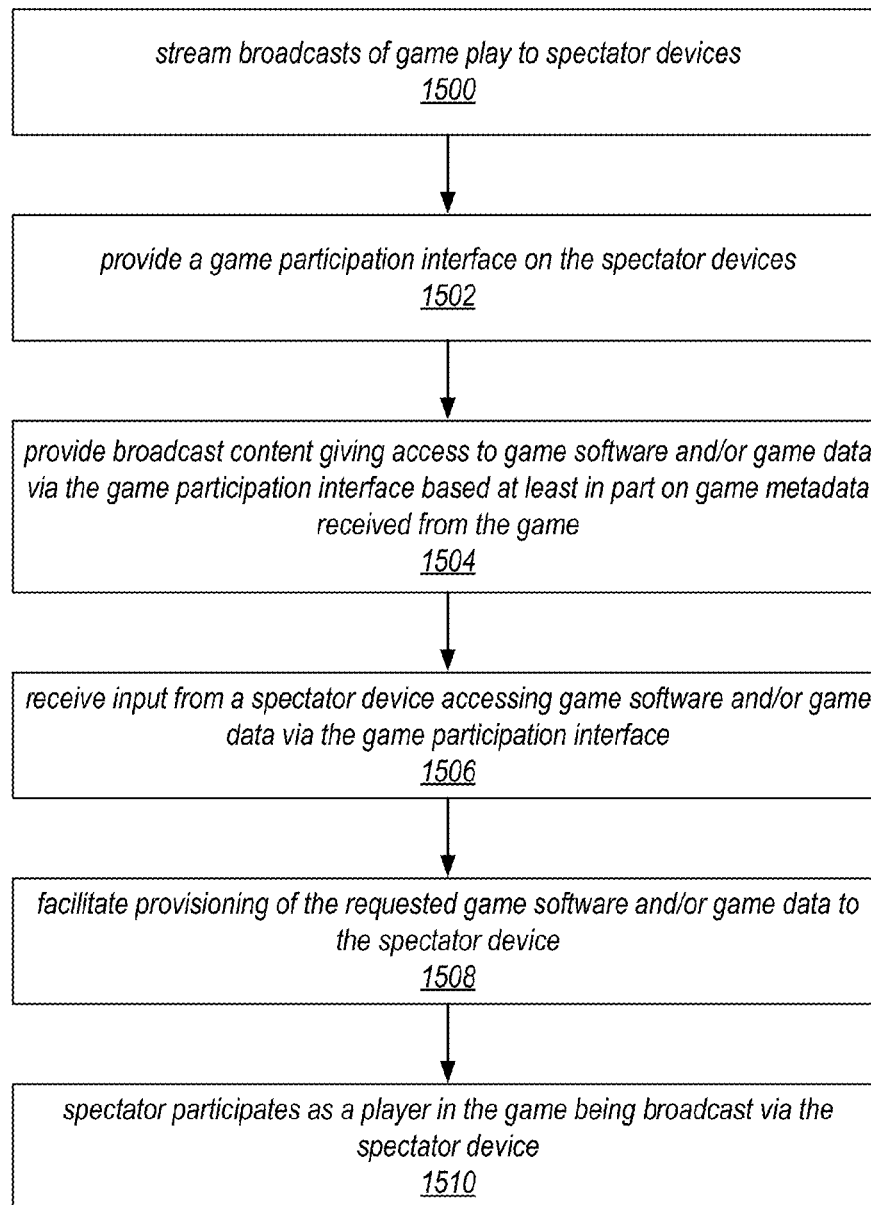 stream broadcasts of game play to spectator devices
1500
provide a game participation interface on the spectator devices
1502
provide broadcast content giving access to game software and/or game data
via the game participation interface based at least in part on game metadata
received from the game
1504
receive input from a spectator device accessing game software and/or game
data via the game participation interface
1506
facilitate provisioning of the requested game software and/or game data to
the spectator device
1508
spectator participates as a player in the game being broadcast via the
spectator device
1510